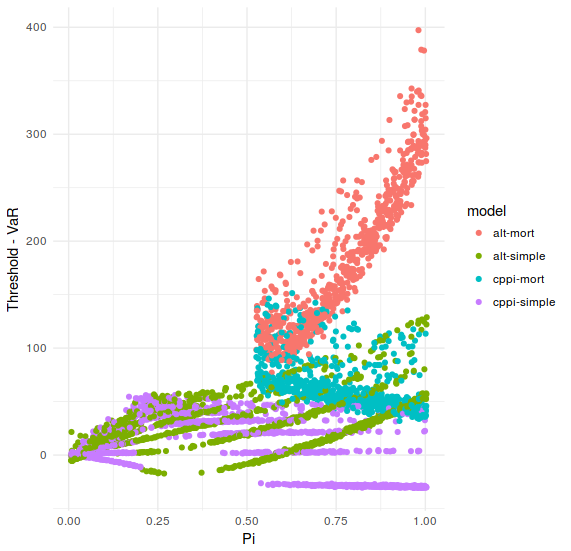 400
300
200
100
0
Threshold - VaR
0.00 0.25 0.50 0.75 1.00
Pi
model
alt-mort
alt-simple
cppi-mort
cppi-simple